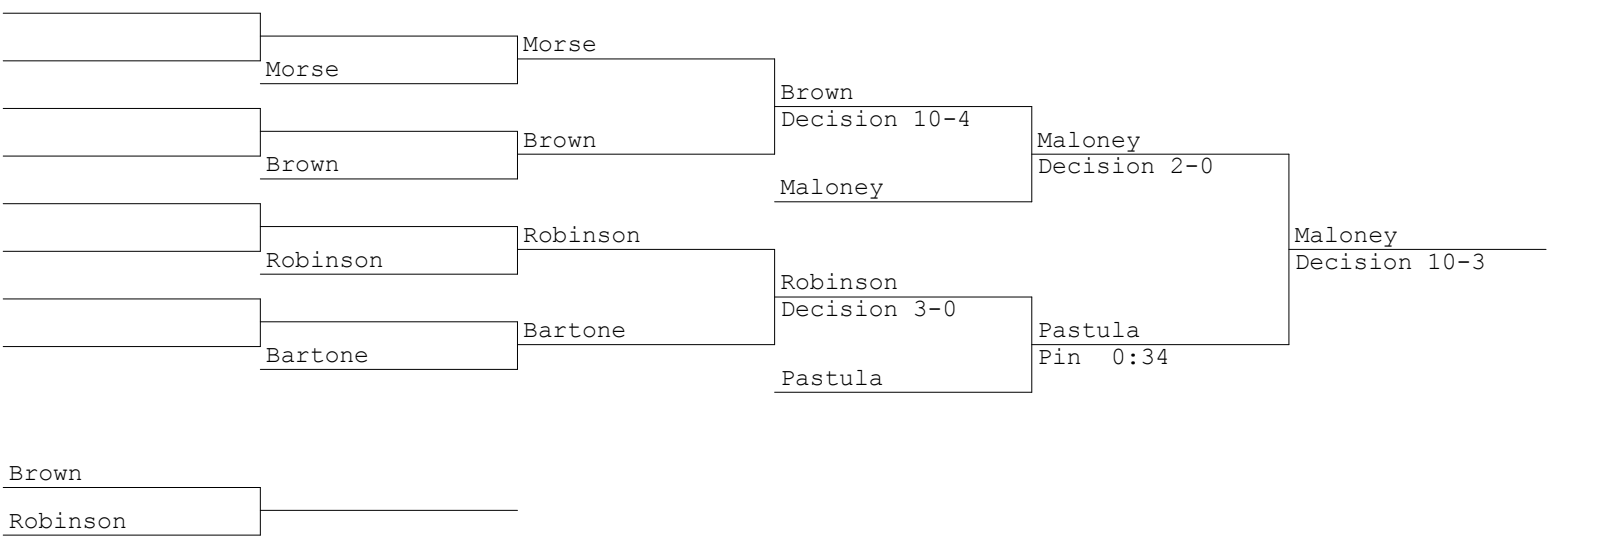 Morse
Morse
Brown
Decision 10-4
Brown
Brown
Maloney
Decision 2-0
Maloney
Robinson
Robinson
Maloney
Decision 10-3
Robinson
Decision 3-0
Bartone
Bartone
Pastula
Pin 0:34
Pastula
Brown
Robinson